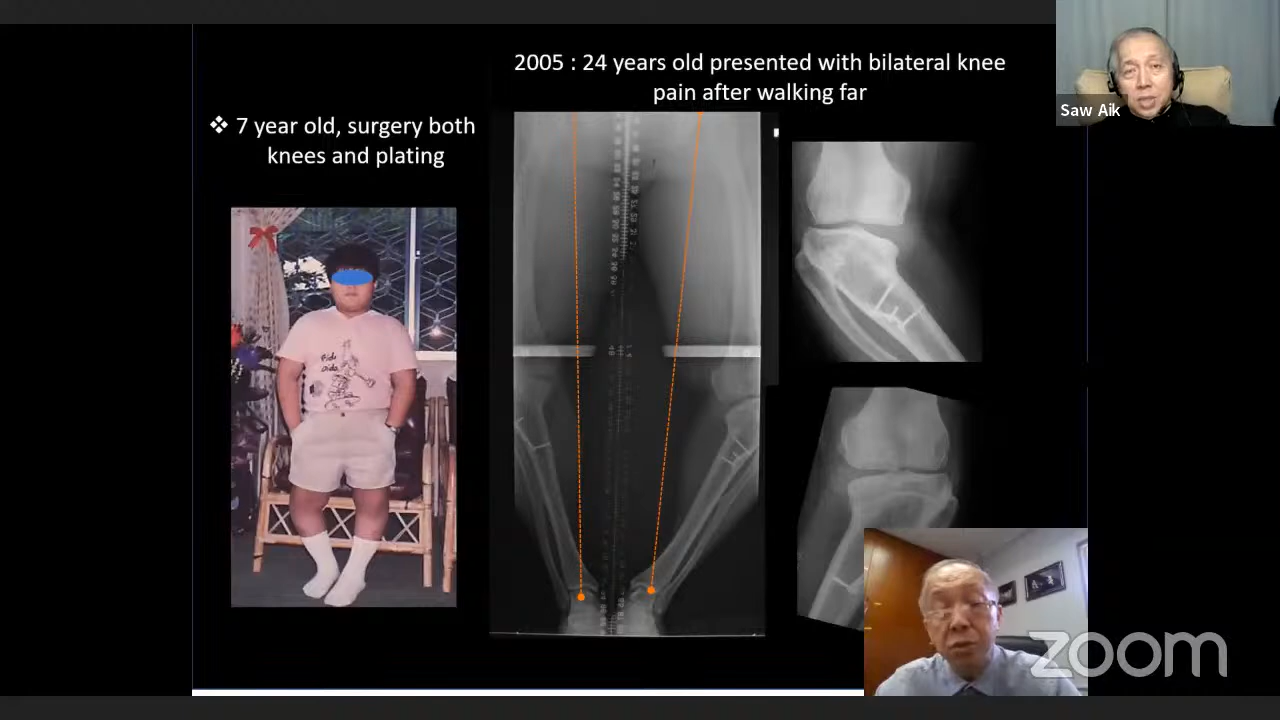 2005 : 24 years old presented with bilateral knee
pain after walking far
❖ 7 year old, surgery both
knees and plating
Saw Aik
zoom